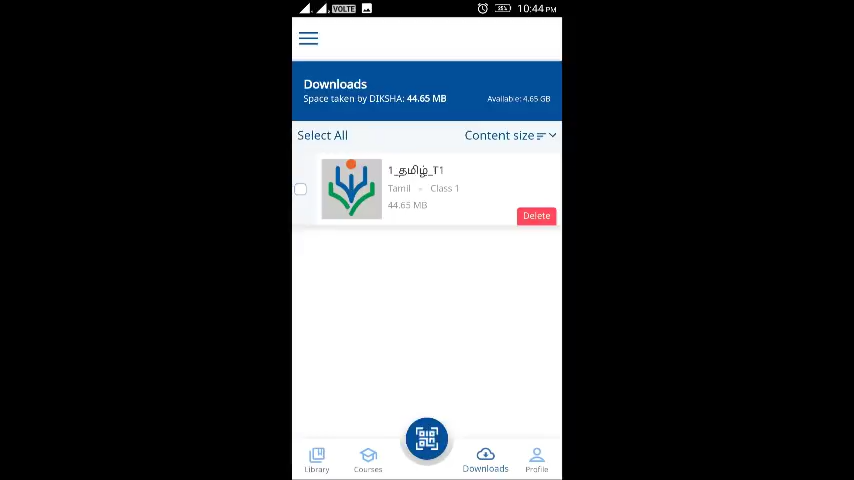 VOLTE 25% 10:44 PM
Downloads
Space taken by DIKSHA: 44.65 MB Available: 4.65 GB
Select All Content size
1_தமிழ்_T1
Tamil Class 1
44.65 MB
Delete
Library Courses Downloads Profile